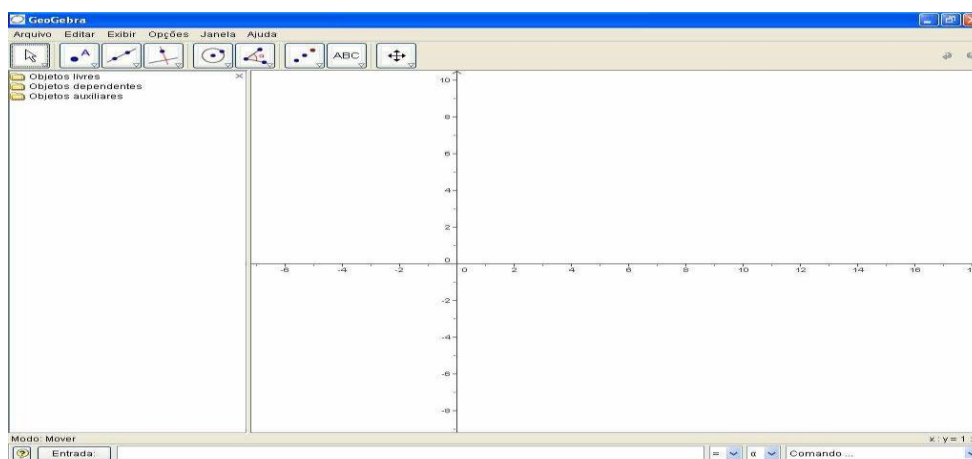 GeoGebra
Arquivo Editar Exibir Opções Janela Ajuda
A ABC
Objetos livres
Objetos dependentes
Objetos auxiliares
10
8
6
4
2
0
-6 -4 -2 0 2 4 6 8 10 12 14 16
-2
-4
-6
-8
Modo: Mover x : y = 1 :
Entrada: = α Comando ...